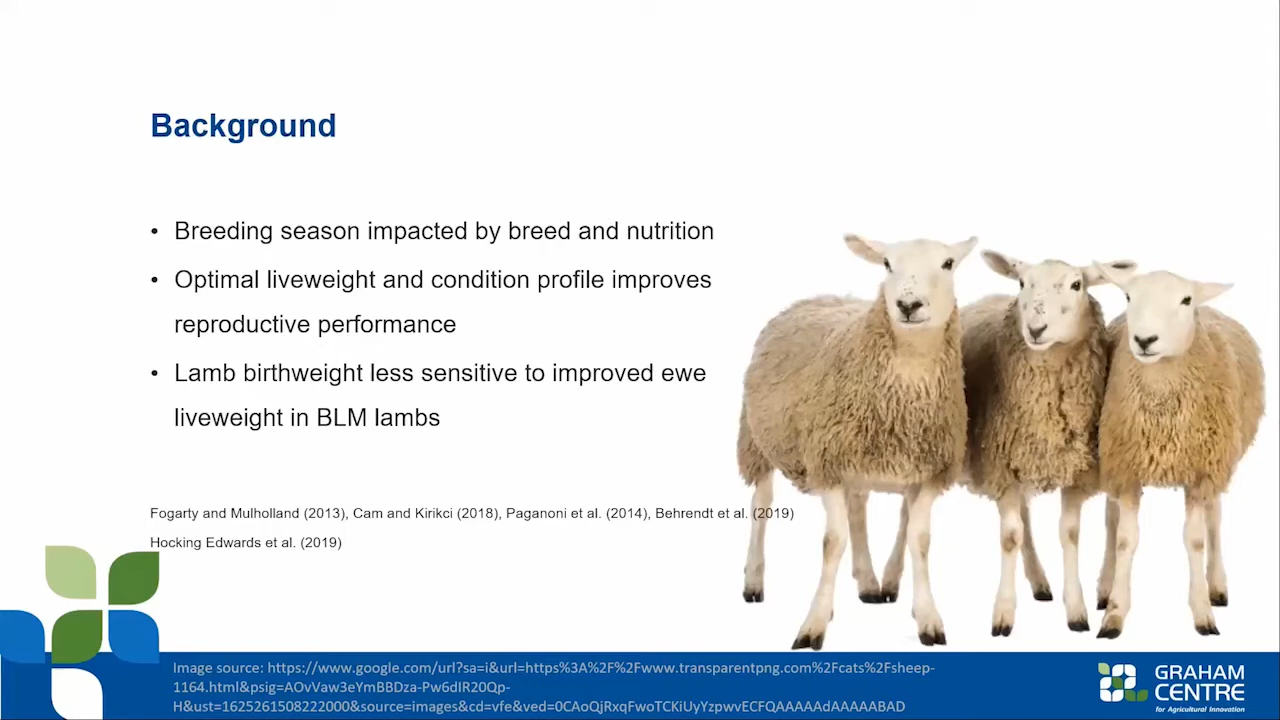 Background
• Breeding season impacted by breed and nutrition
• Optimal liveweight and condition profile improves
reproductive performance
• Lamb birthweight less sensitive to improved ewe
liveweight in BLM lambs
Fogarty and Mulholland (2013), Cam and Kirikci (2018), Paganoni et al. (2014), Behrendt et al. (2019)
Hocking Edwards et al. (2019)
Image source: https://www.google.com/url?sa=i&url=https%3A%2F%2Fwww.transparentpng.com%2Fcats%2Fsheep-
1164.html&psig=AOvVaw3eYmBBDza-Pw6dIR20Qp-
H&ust=1625261508222000&source=images&cd=vfe&ved=0CAoQjRxqFwoTCKiUyYzpwvECFQAAAAAdAAAAABAD
GRAHAM
CENTRE
for Agricultural Innovation